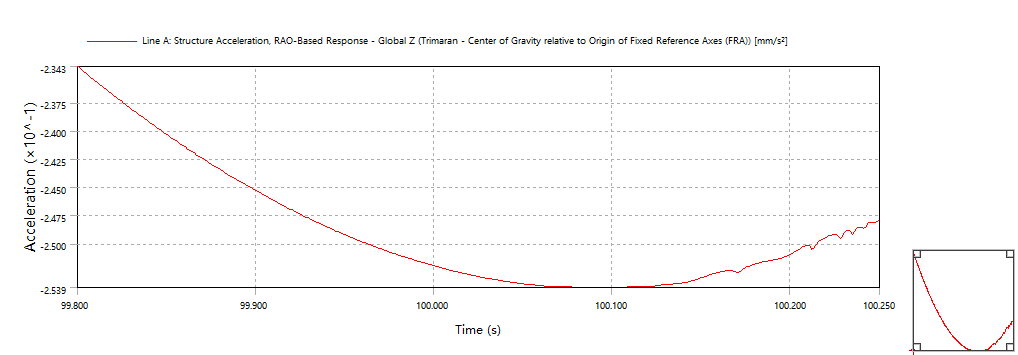 Line A: Structure Acceleration, RAO-Based Response - Global Z (Trimaran - Center of Gravity relative to Origin of Fixed Reference Axes (FRA)) [mm/s²]
Acceleration (×10^-1)
-2.343
-2.375
-2.400
-2.425
-2.450
-2.475
-2.500
-2.539
99.800 99.900 100.000 100.100 100.200 100.250
Time (s)